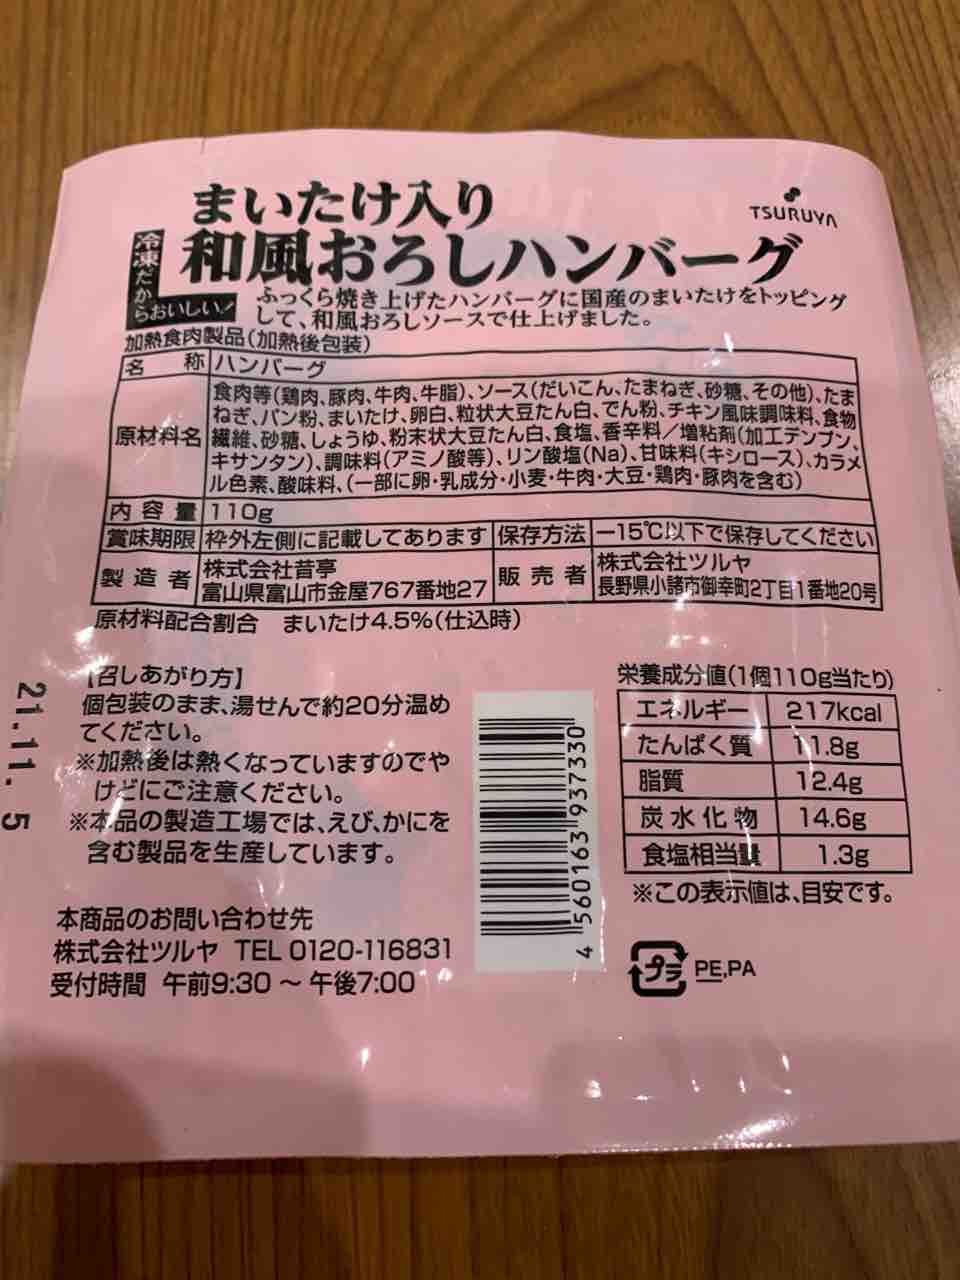 まいたけ入り
TSURUYA
和風おろしハンバーグ
冷凍だからおいしい!
ふっくら焼き上げたハンバーグに国産のまいたけをトッピング
して、和風おろしソースで仕上げました。
加熱食肉製品(加熱後包装)
名 称 ハンバーグ
原材料名 食肉等(鶏肉、豚肉、牛肉、牛脂)、ソース(だいこん、たまねぎ、砂糖、その他)、たま
ねぎ、パン粉、まいたけ、卵白、粒状大豆たん白、でん粉、チキン風味調味料、食物
繊維、砂糖、しょうゆ、粉末状大豆たん白、食塩、香辛料/増粘剤(加工デンプン、
キサンタン)、調味料(アミノ酸等)、リン酸塩(Na)、甘味料(キシロース)、カラメ
ル色素、酸味料、(一部に卵・乳成分・小麦・牛肉・大豆・鶏肉・豚肉を含む)
内容量 110g
賞味期限 枠外左側に記載してあります 保存方法 -15℃以下で保存してください
製造者 株式会社昔亭
富山県富山市金屋767番地27
販売者 株式会社ツルヤ
長野県小諸市御幸町2丁目1番地20号
原材料配合割合 まいたけ4.5%(仕込時)
21.11.5
【召しあがり方】
個包装のまま、湯せんで約20分温め
てください。
※加熱後は熱くなっていますのでや
けどにご注意ください。
※本品の製造工場では、えび、かにを
含む製品を生産しています。
本商品のお問い合わせ先
株式会社ツルヤ TEL 0120-116831
受付時間 午前9:30 ~ 午後7:00
4 560163 937330
栄養成分値(1個110g当たり)
エネルギー 217kcal
たんぱく質 11.8g
脂質 12.4g
炭水化物 14.6g
食塩相当量 1.3g
※この表示値は、目安です。
プラ PE,PA